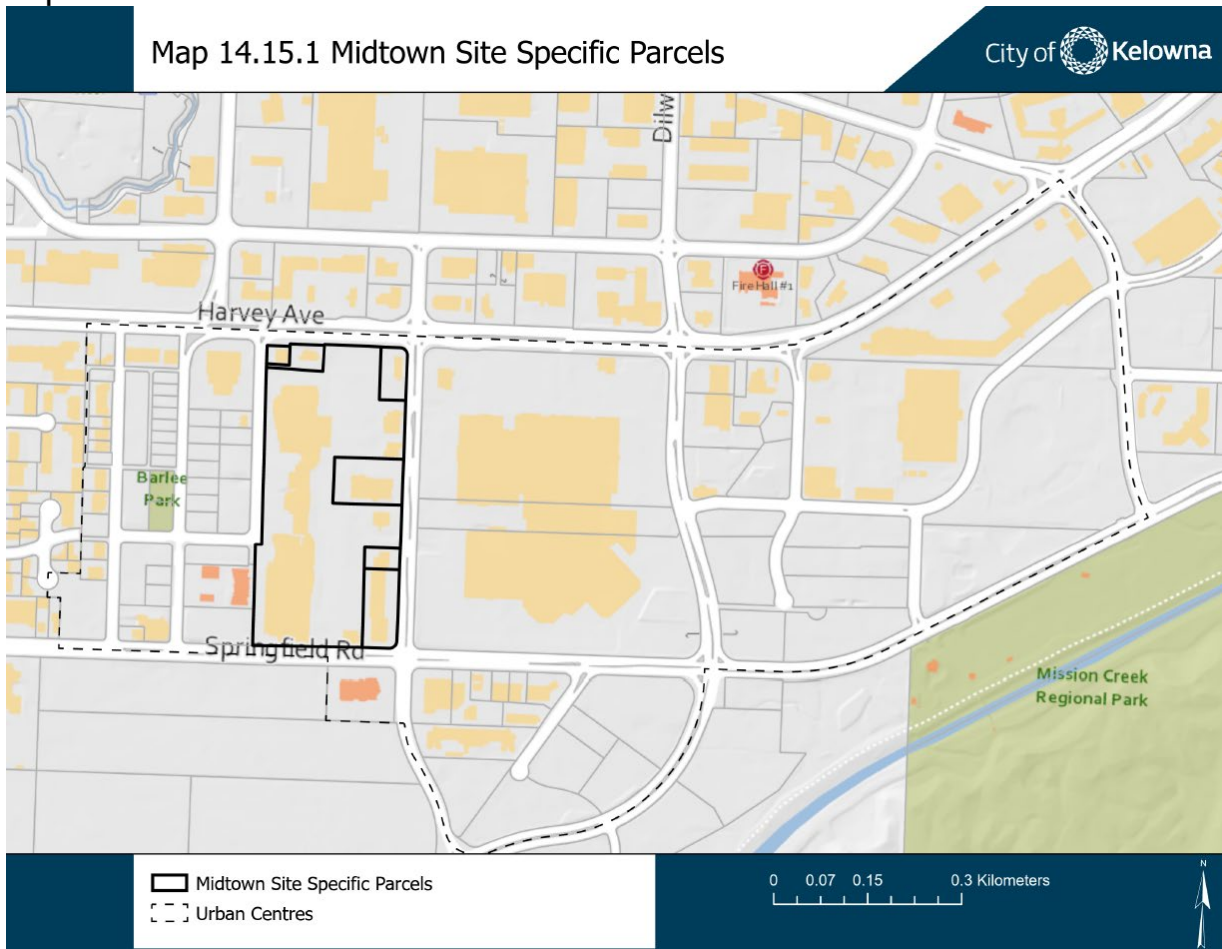 Map 14.15.1 Midtown Site Specific Parcels
City of Kelowna
Dilw
Fire Hall #1
Harvey Ave
Barlee
Park
Springfield Rd
Mission Creek
Regional Park
Midtown Site Specific Parcels
Urban Centres
0 0.07 0.15 0.3 Kilometers
N